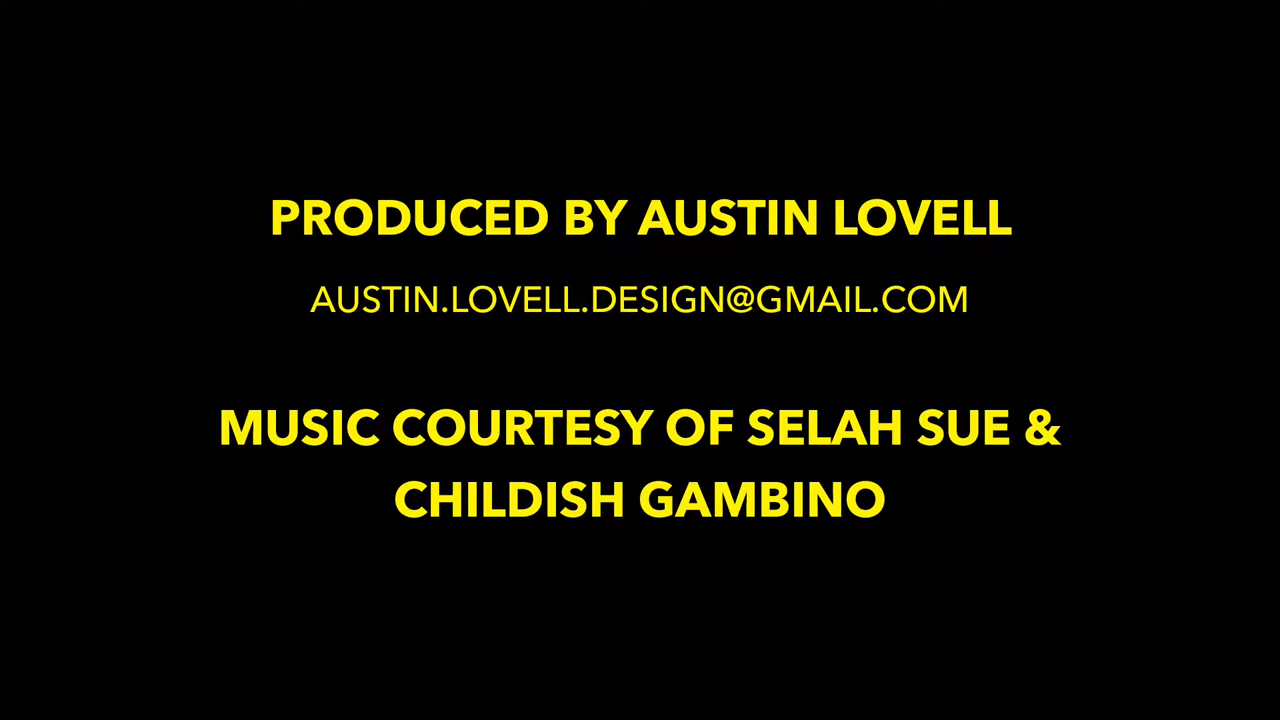 PRODUCED BY AUSTIN LOVELL
AUSTIN.LOVELL.DESIGN@GMAIL.COM
MUSIC COURTESY OF SELAH SUE &
CHILDISH GAMBINO